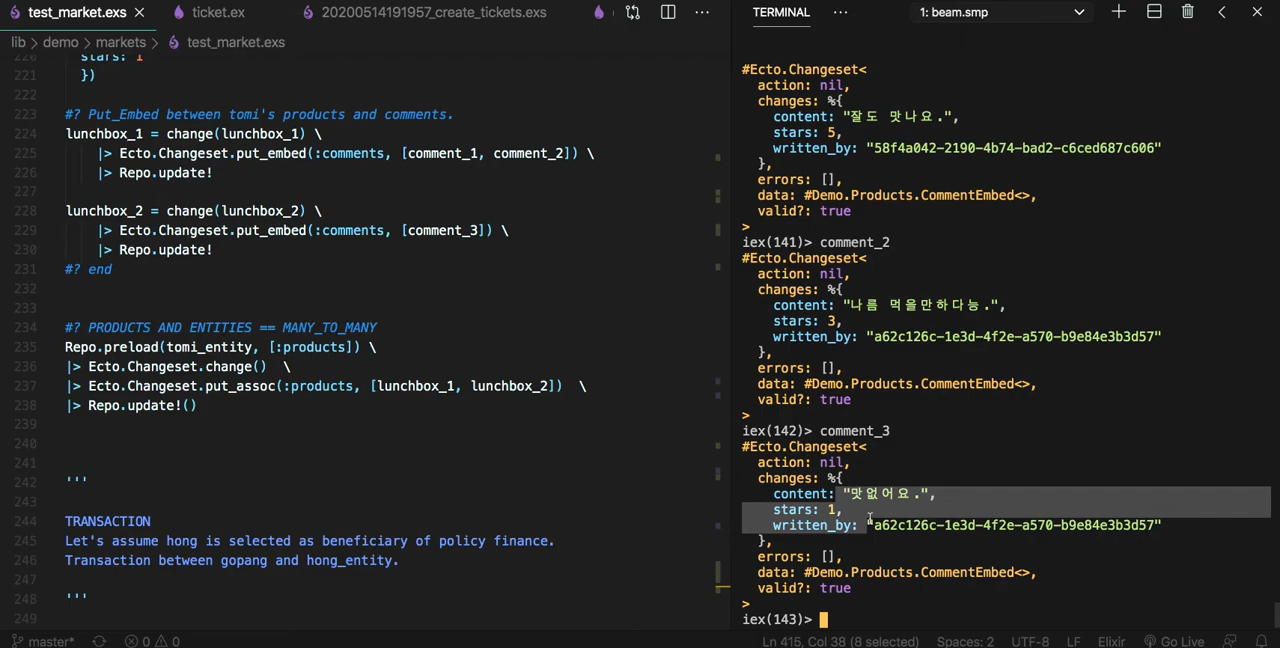 test_market.exs ×
ticket.ex
20200514191957_create_tickets.exs
lib > demo > markets > test_market.exs
220 stars: 1
221 })
222
223 #? Put_Embed between tomi's products and comments.
224 lunchbox_1 = change(lunchbox_1) \
225 |> Ecto.Changeset.put_embed(:comments, [comment_1, comment_2]) \
226 |> Repo.update!
227
228 lunchbox_2 = change(lunchbox_2) \
229 |> Ecto.Changeset.put_embed(:comments, [comment_3]) \
230 |> Repo.update!
231 #? end
232
233
234 #? PRODUCTS AND ENTITIES == MANY_TO_MANY
235 Repo.preload(tomi_entity, [:products]) \
236 |> Ecto.Changeset.change() \
237 |> Ecto.Changeset.put_assoc(:products, [lunchbox_1, lunchbox_2]) \
238 |> Repo.update!()
239
240
241
242 '''
243
244 TRANSACTION
245 Let's assume hong is selected as beneficiary of policy finance.
246 Transaction between gopang and hong_entity.
247
248 '''
249
TERMINAL
1: beam.smp
#Ecto.Changeset<
action: nil,
changes: %{
content: "잘도 맛나요.",
stars: 5,
written_by: "58f4a042-2190-4b74-bad2-c6ced687c606"
},
errors: [],
data: #Demo.Products.CommentEmbed<>,
valid?: true
>
iex(141)> comment_2
#Ecto.Changeset<
action: nil,
changes: %{
content: "나름 먹을만하다능.",
stars: 3,
written_by: "a62c126c-1e3d-4f2e-a570-b9e84e3b3d57"
},
errors: [],
data: #Demo.Products.CommentEmbed<>,
valid?: true
>
iex(142)> comment_3
#Ecto.Changeset<
action: nil,
changes: %{
content: "맛없어요.",
stars: 1,
written_by: "a62c126c-1e3d-4f2e-a570-b9e84e3b3d57"
},
errors: [],
data: #Demo.Products.CommentEmbed<>,
valid?: true
>
iex(143)>
master* 0 0
Ln 415, Col 38 (8 selected) Spaces: 2 UTF-8 LF Elixir Go Live